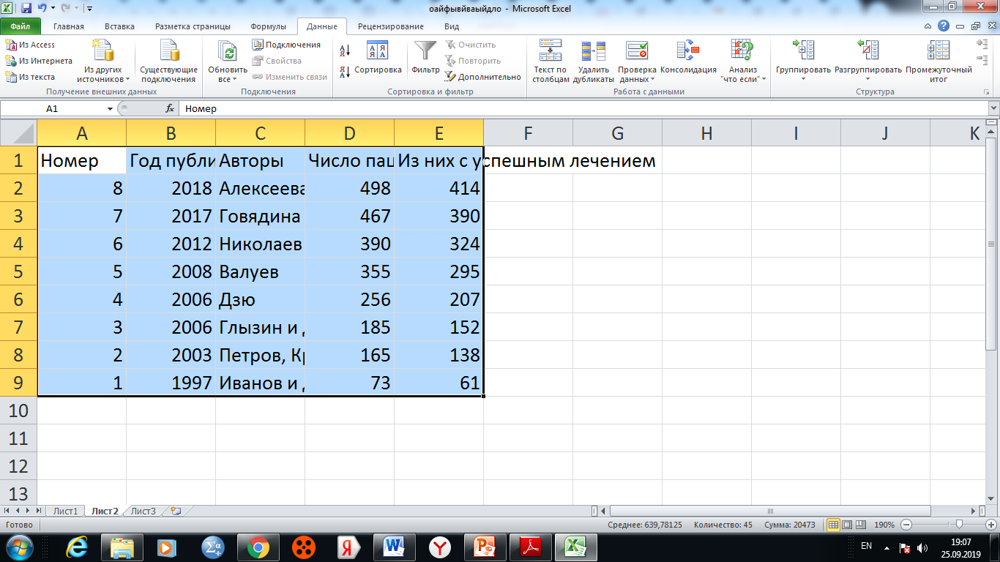 оайфывйваыйдло - Microsoft Excel
Файл Главная Вставка Разметка страницы Формулы Данные Рецензирование Вид
Из Access
Из Интернета
Из текста
Из других источников
Существующие подключения
Получение внешних данных
Обновить все
Подключения
Свойства
Изменить связи
Подключения
Сортировка
Фильтр
Очистить
Повторить
Дополнительно
Сортировка и фильтр
Текст по столбцам
Удалить дубликаты
Проверка данных
Консолидация
Анализ "что если"
Работа с данными
Группировать
Разгруппировать
Промежуточный итог
Структура
A1 fx Номер
A B C D E F G H I J K
1 Номер Год публи Авторы Число пац Из них с успешным лечением
2 8 2018 Алексеева 498 414
3 7 2017 Говядина 467 390
4 6 2012 Николаев 390 324
5 5 2008 Валуев 355 295
6 4 2006 Дзю 256 207
7 3 2006 Глызин и д 185 152
8 2 2003 Петров, Кр 165 138
9 1 1997 Иванов и д 73 61
10
11
12
13
Лист1 Лист2 Лист3
Готово Среднее: 639,78125 Количество: 45 Сумма: 20473 190%
EN 19:07
25.09.2019